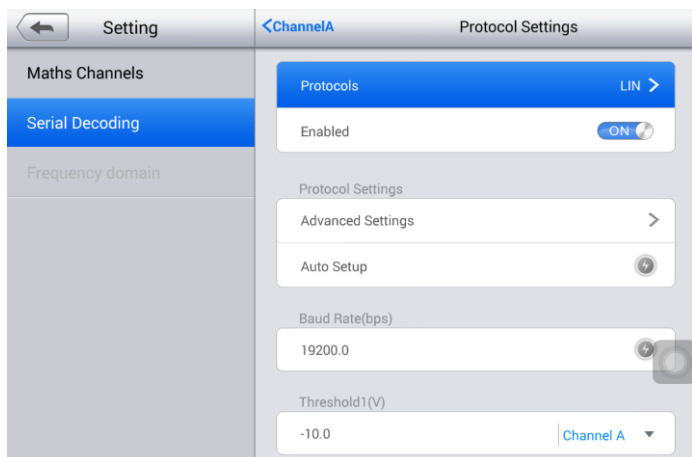 Setting
Maths Channels
Serial Decoding
Frequency domain
ChannelA Protocol Settings
Protocols LIN
Enabled ON
Protocol Settings
Advanced Settings
Auto Setup
Baud Rate(bps)
19200.0
Threshold1(V)
-10.0 Channel A